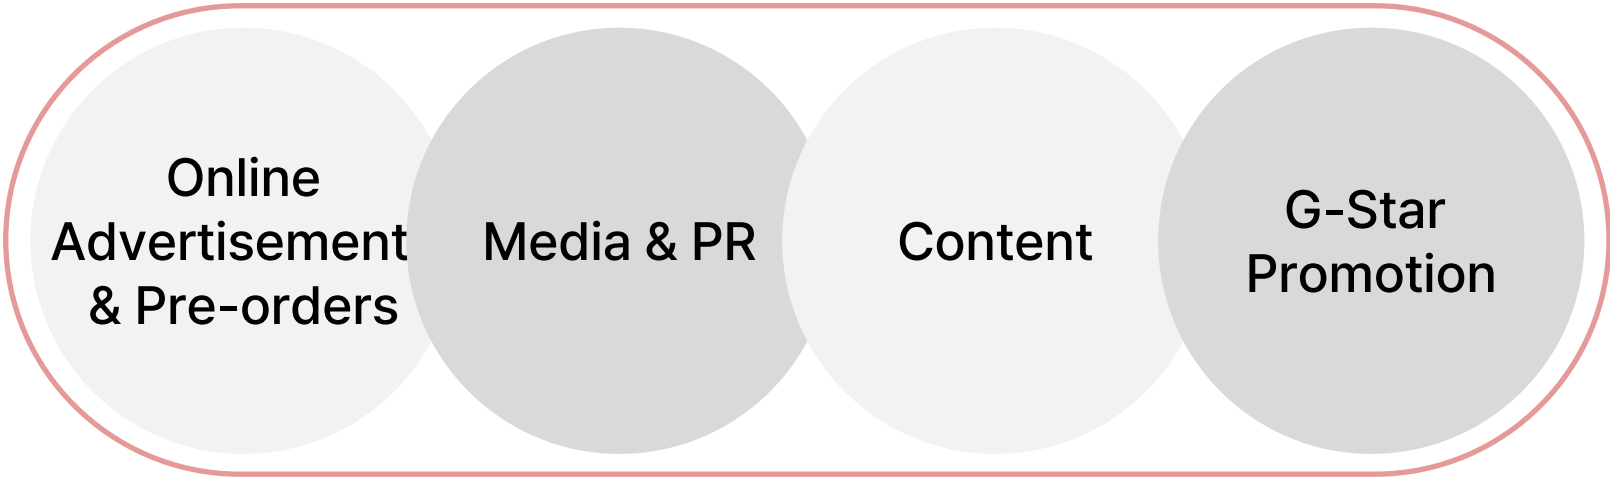 Online
Advertisement
& Pre-orders
Media & PR
Content
G-Star
Promotion